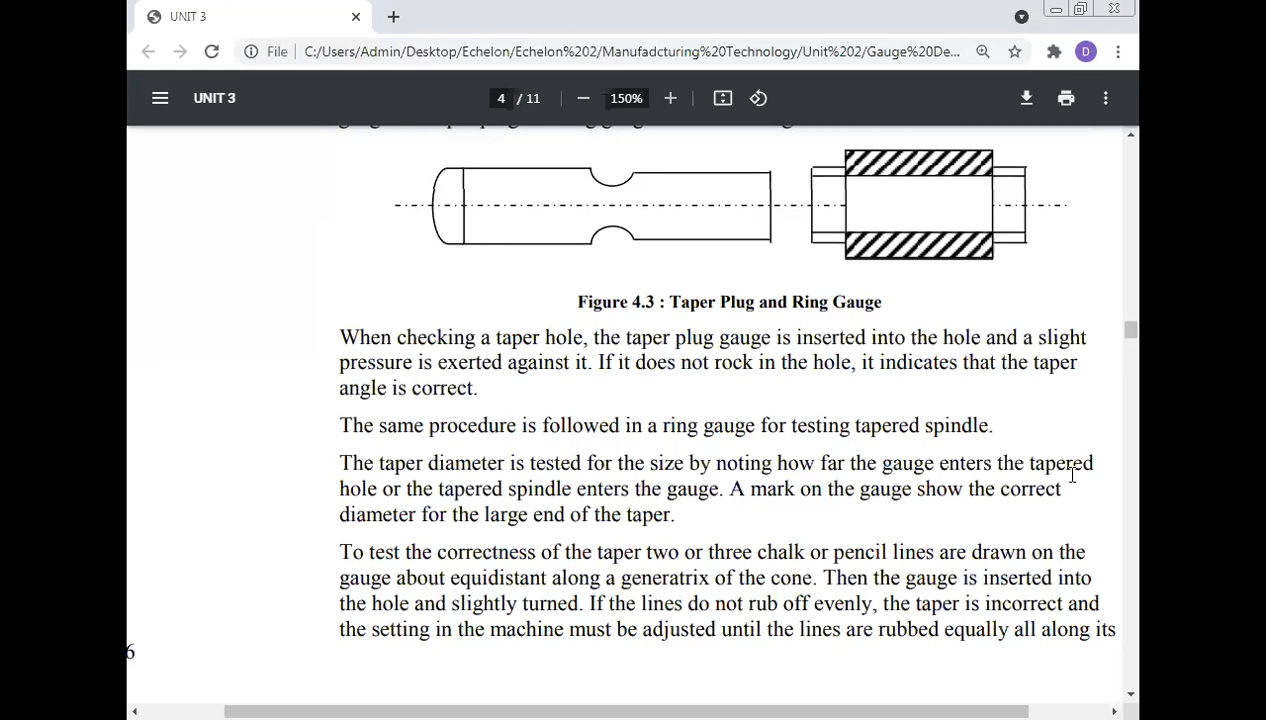 UNIT 3
File C:/Users/Admin/Desktop/Echelon/Echelon%202/Manufadcturing%20Technology/Unit%202/Gauge%20De...
D
UNIT 3
4 / 11
150%
Figure 4.3 : Taper Plug and Ring Gauge
When checking a taper hole, the taper plug gauge is inserted into the hole and a slight
pressure is exerted against it. If it does not rock in the hole, it indicates that the taper
angle is correct.
The same procedure is followed in a ring gauge for testing tapered spindle.
The taper diameter is tested for the size by noting how far the gauge enters the tapered
hole or the tapered spindle enters the gauge. A mark on the gauge show the correct
diameter for the large end of the taper.
To test the correctness of the taper two or three chalk or pencil lines are drawn on the
gauge about equidistant along a generatrix of the cone. Then the gauge is inserted into
the hole and slightly turned. If the lines do not rub off evenly, the taper is incorrect and
the setting in the machine must be adjusted until the lines are rubbed equally all along its
6